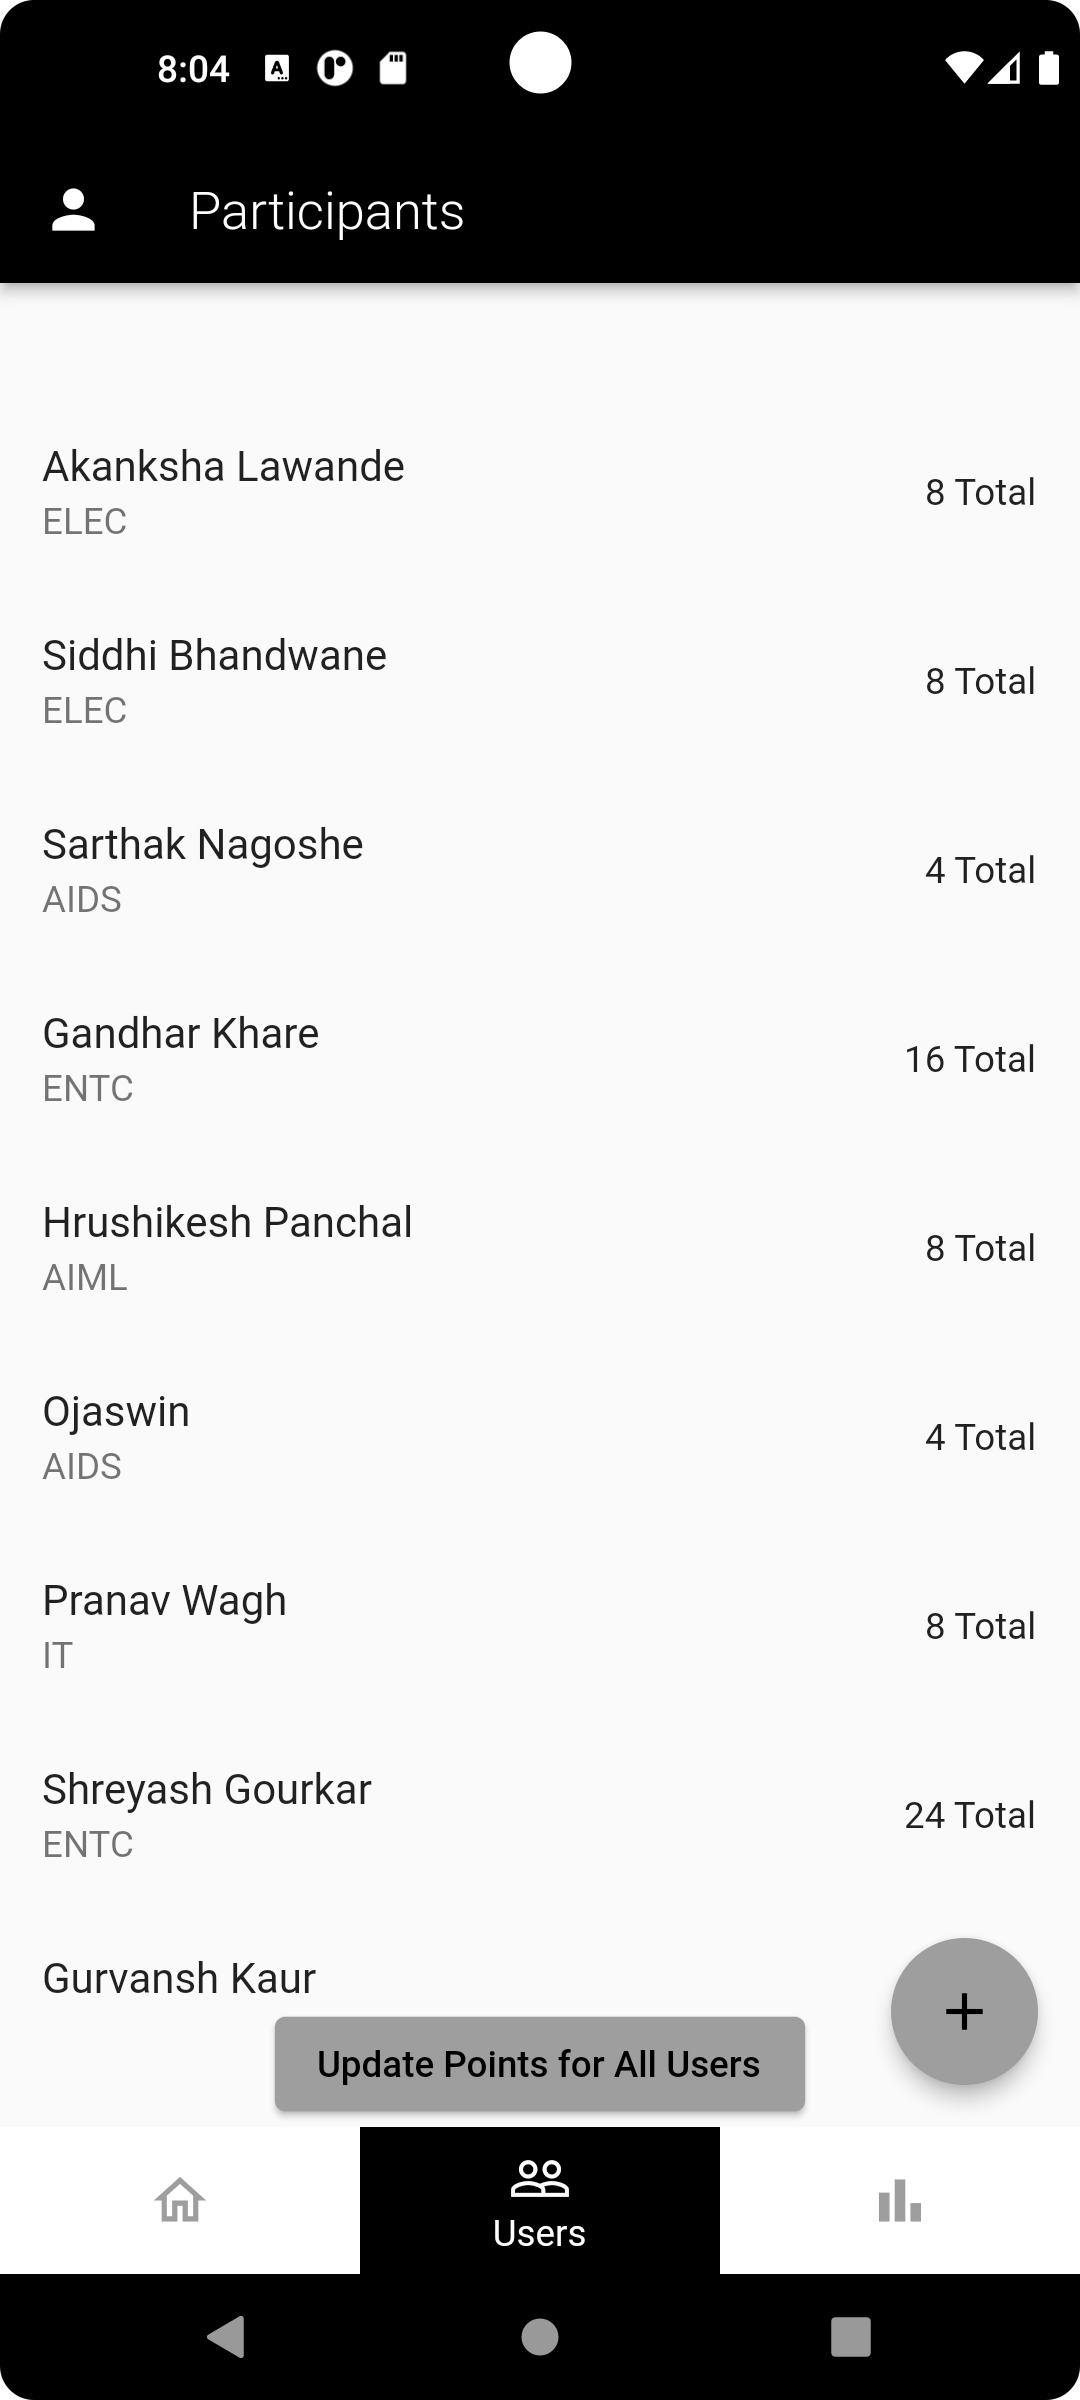 8:04
Participants
Akanksha Lawande
ELEC
8 Total
Siddhi Bhandwane
ELEC
8 Total
Sarthak Nagoshe
AIDS
4 Total
Gandhar Khare
ENTC
16 Total
Hrushikesh Panchal
AIML
8 Total
Ojaswin
AIDS
4 Total
Pranav Wagh
IT
8 Total
Shreyash Gourkar
ENTC
24 Total
Gurvansh Kaur
Update Points for All Users
Users